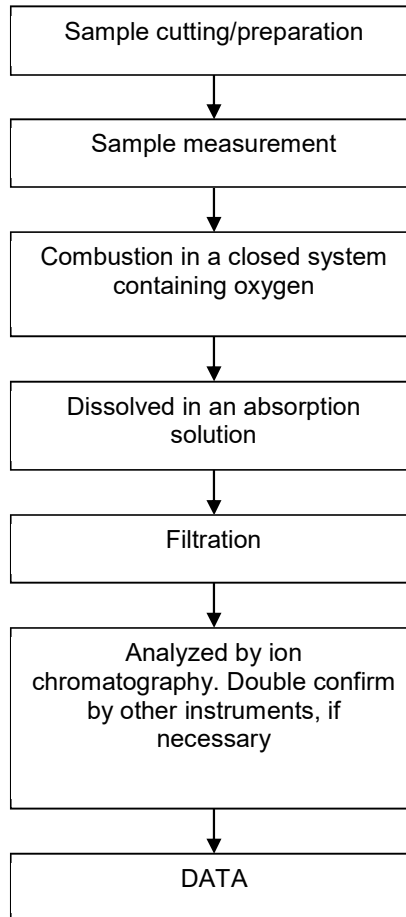 Sample cutting/preparation
Sample measurement
Combustion in a closed system
containing oxygen
Dissolved in an absorption
solution
Filtration
Analyzed by ion
chromatography. Double confirm
by other instruments, if
necessary
DATA